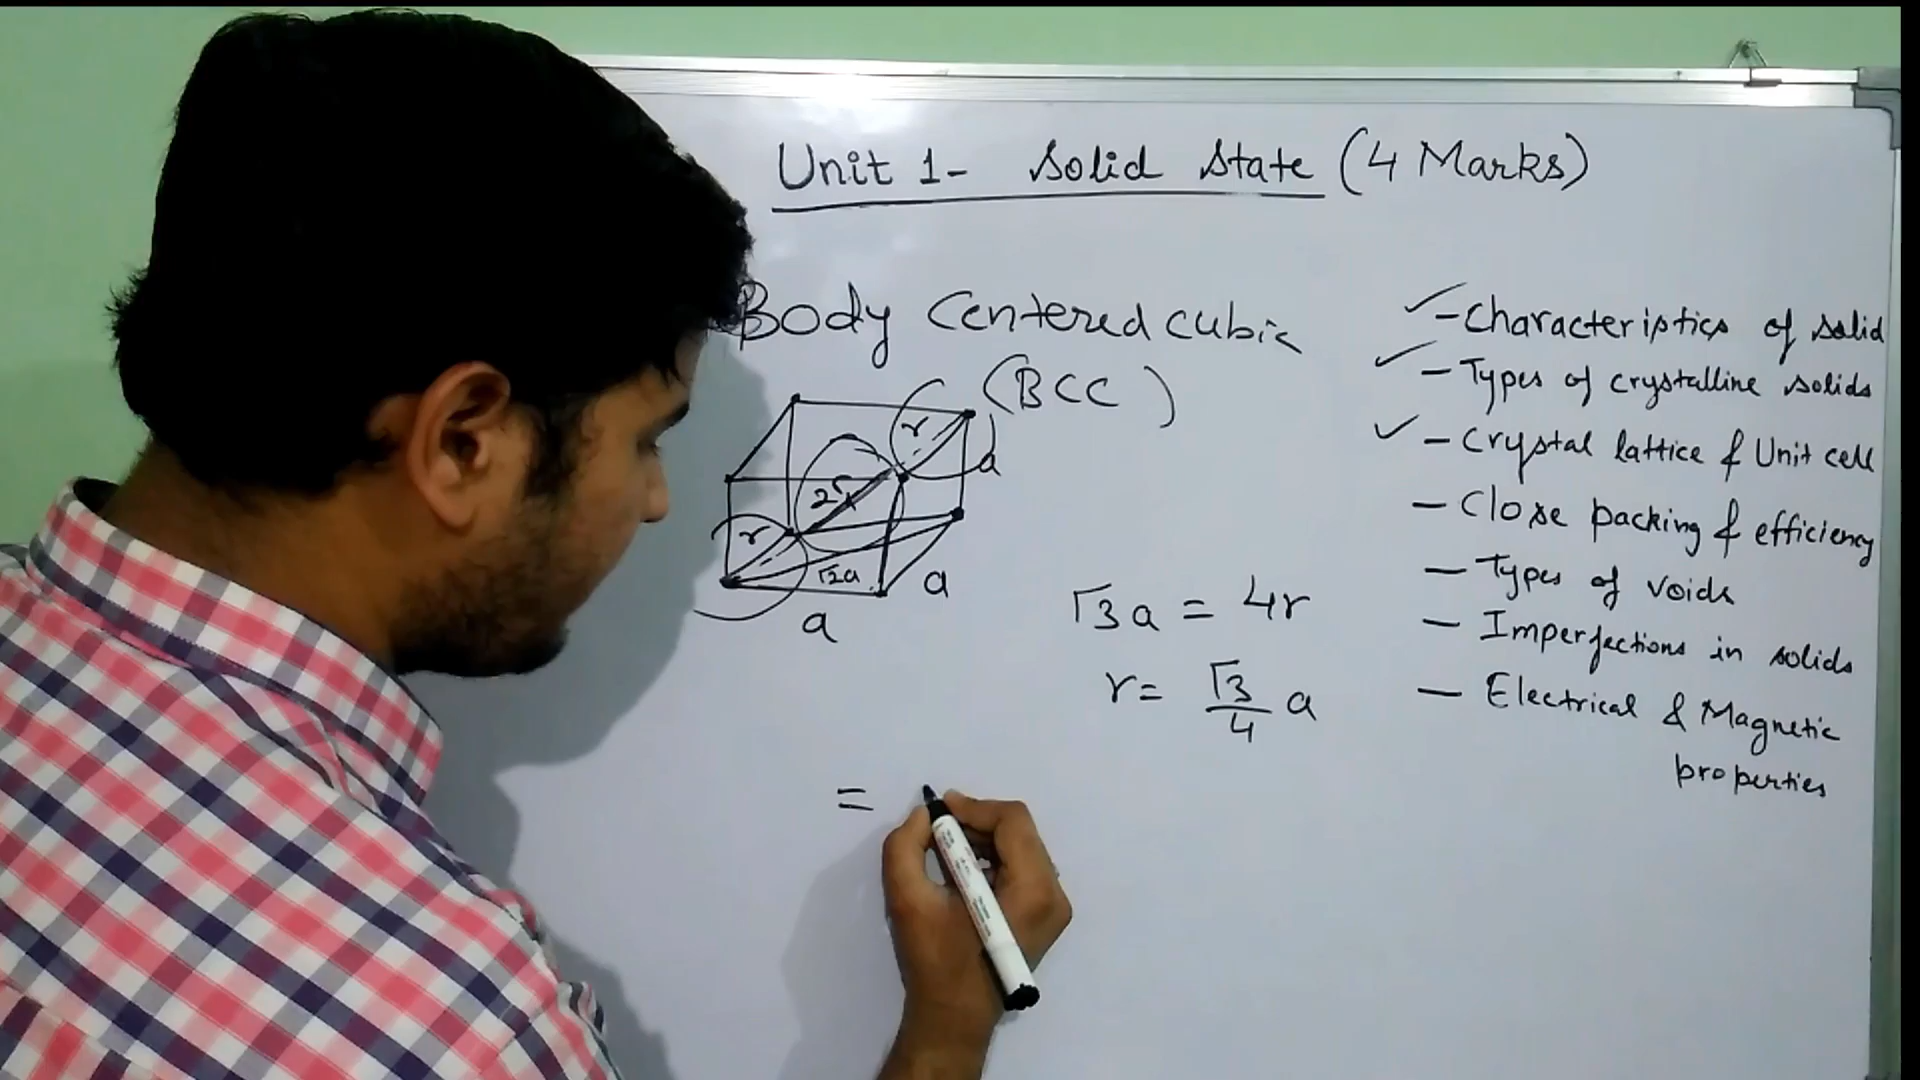 Unit 1- Solid State (4 Marks)
Body Centered cubic
(BCC)
r
a
2r
r
√2a
a
a
√3a = 4r
r = √3/4 a
=
- Characteristics of solid
- Types of crystalline solids
- Crystal lattice & Unit cell
- Close packing & efficiency
- Types of voids
- Imperfections in solids
- Electrical & Magnetic
properties